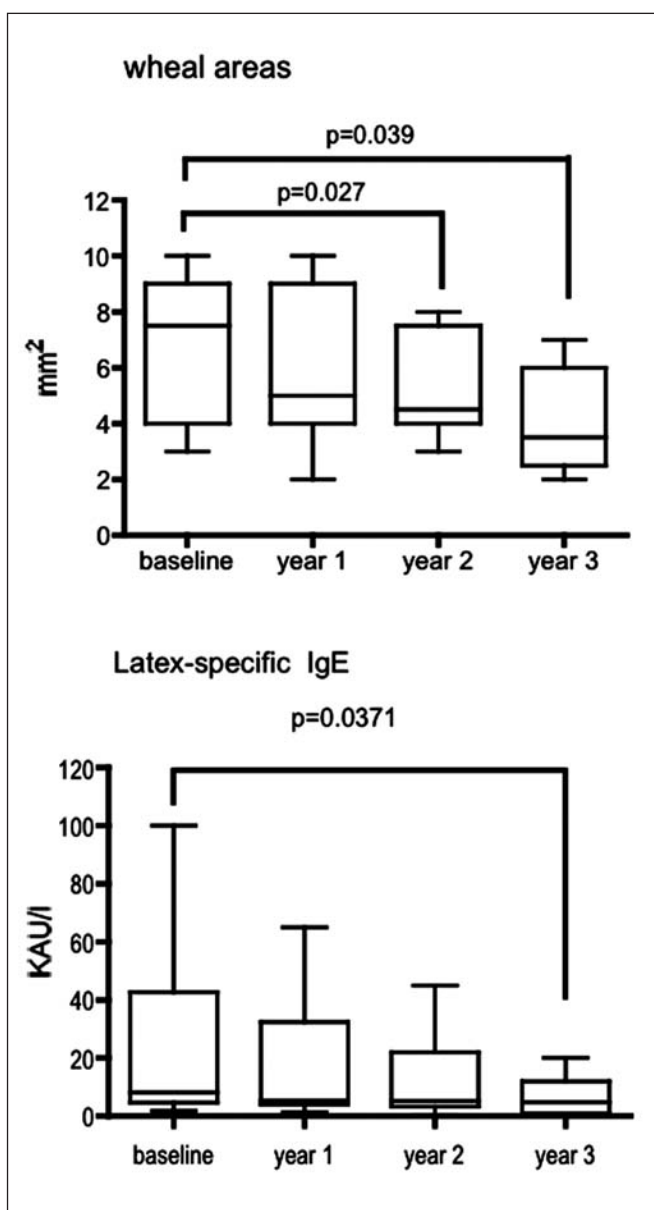 wheal areas
p=0.039
p=0.027
12
10
8
6
4
2
0
mm²
baseline year 1 year 2 year 3
Latex-specific IgE
p=0.0371
120
100
80
60
40
20
0
KAU/l
baseline year 1 year 2 year 3